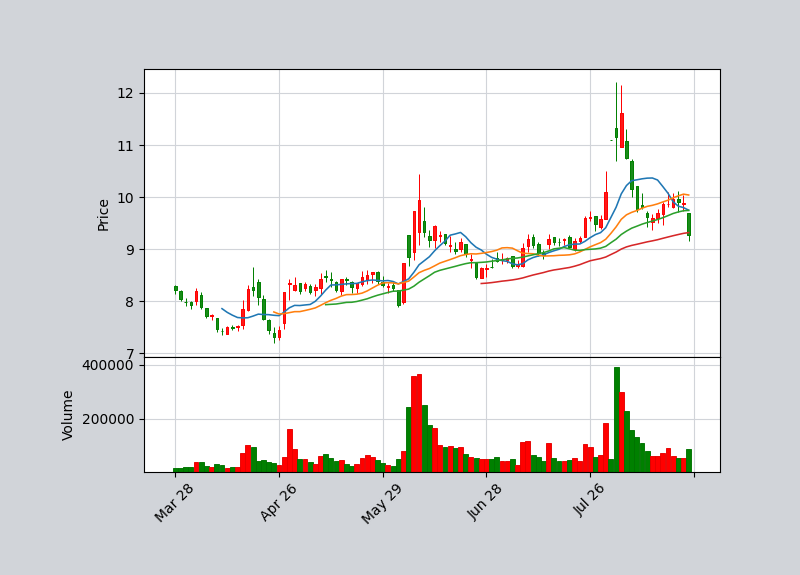 12
11
10
9
8
7
Price
400000
200000
Volume
Mar 28
Apr 26
May 29
Jun 28
Jul 26